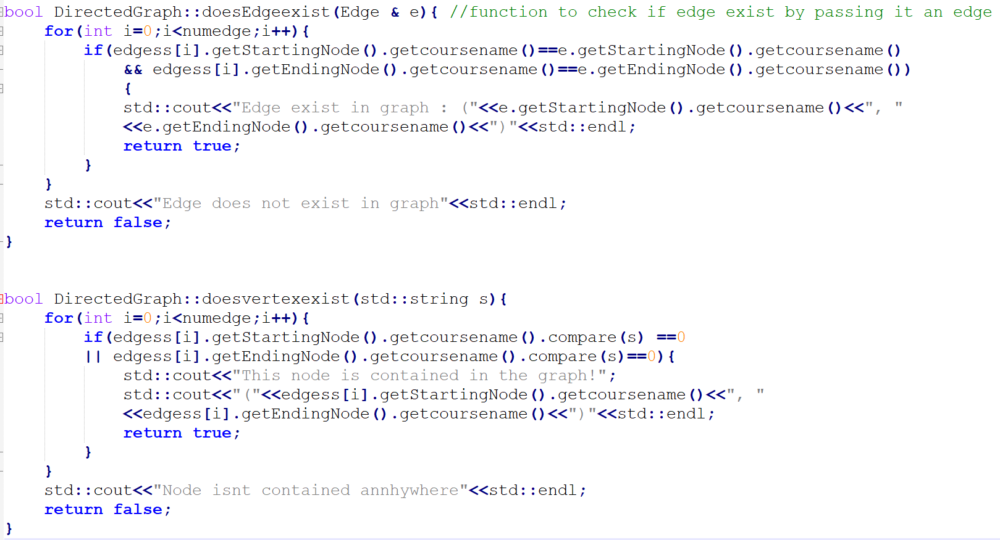 bool DirectedGraph::doesEdgeexist(Edge & e){ //function to check if edge exist by passing it an edge
    for(int i=0;i<numedge;i++){
        if(edgess[i].getStartingNode().getcoursename()==e.getStartingNode().getcoursename()
            && edgess[i].getEndingNode().getcoursename()==e.getEndingNode().getcoursename())
            {
            std::cout<<"Edge exist in graph : ("<<e.getStartingNode().getcoursename()<<", "
            <<e.getEndingNode().getcoursename()<<")"<<std::endl;
            return true;
        }
    }
    std::cout<<"Edge does not exist in graph"<<std::endl;
    return false;
}
bool DirectedGraph::doesvertexexist(std::string s){
    for(int i=0;i<numedge;i++){
        if(edgess[i].getStartingNode().getcoursename().compare(s) ==0
        || edgess[i].getEndingNode().getcoursename().compare(s)==0){
            std::cout<<"This node is contained in the graph!";
            std::cout<<"("<<edgess[i].getStartingNode().getcoursename()<<", "
            <<edgess[i].getEndingNode().getcoursename()<<")"<<std::endl;
            return true;
        }
    }
    std::cout<<"Node isnt contained annhywhere"<<std::endl;
    return false;
}